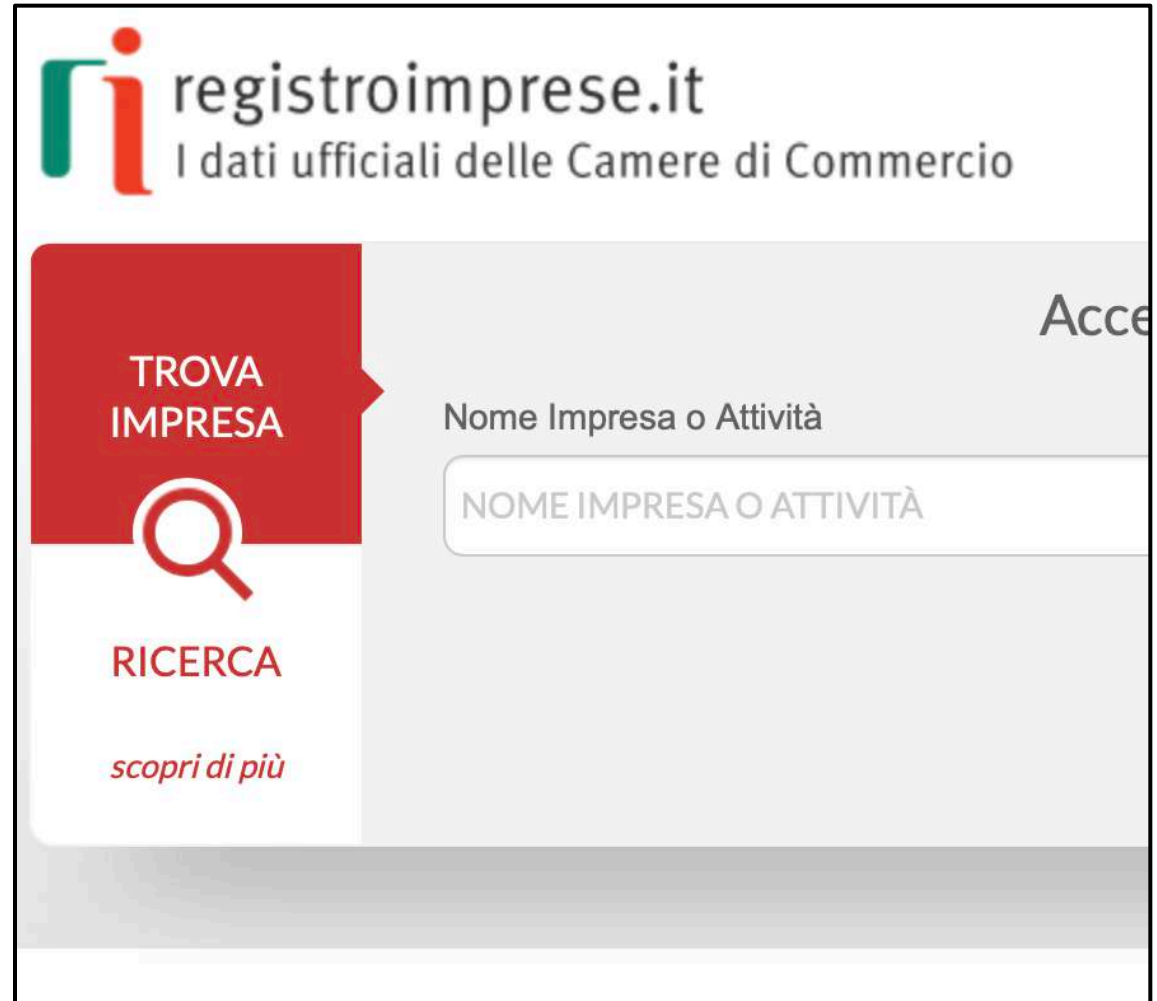 registroimprese.it
I dati ufficiali delle Camere di Commercio
Acce
TROVA
IMPRESA
Nome Impresa o Attività
NOME IMPRESA O ATTIVITÀ
RICERCA
scopri di più